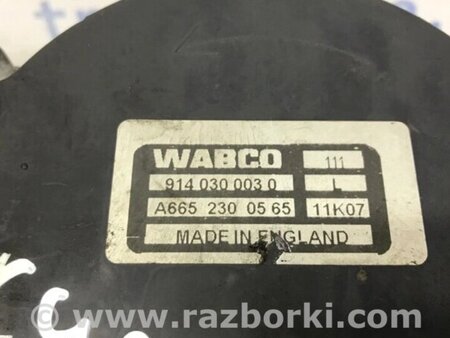 WABCO 111
914 030 003 0 L
A665 230 05 65 11K07
MADE IN ENGLAND
www.razborki.com